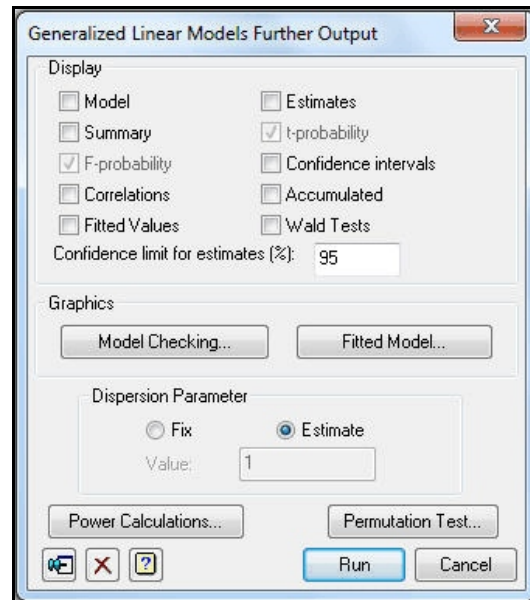 Generalized Linear Models Further Output
Display
Model Estimates
Summary t-probability
F-probability Confidence intervals
Correlations Accumulated
Fitted Values Wald Tests
Confidence limit for estimates (%): 95
Graphics
Model Checking... Fitted Model...
Dispersion Parameter
Fix Estimate
Value: 1
Power Calculations... Permutation Test...
Run Cancel